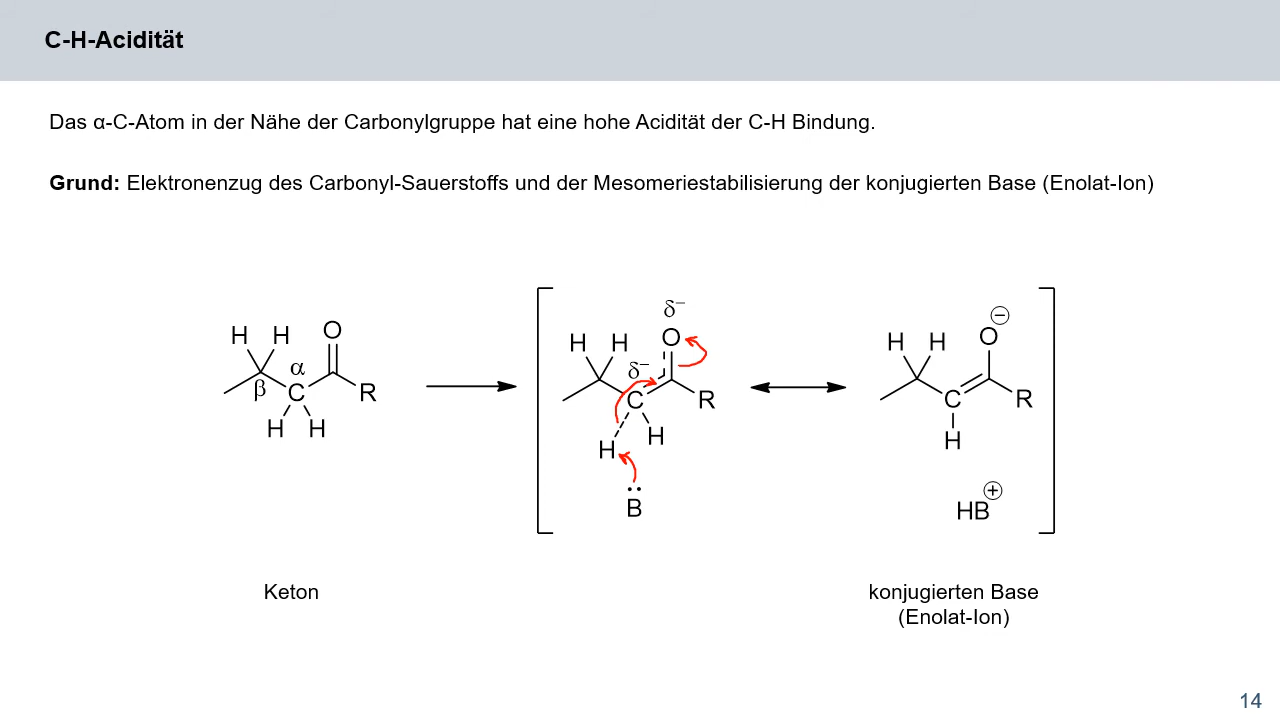 C-H-Acidität
Das α-C-Atom in der Nähe der Carbonylgruppe hat eine hohe Acidität der C-H Bindung.
Grund: Elektronenzug des Carbonyl-Sauerstoffs und der Mesomeriestabilisierung der konjugierten Base (Enolat-Ion)
H H O
α
β C R
H H
δ−
H H O
δ−
C R
H H
B
−
H H O
C R
H
+
HB
Keton
konjugierten Base
(Enolat-Ion)
14